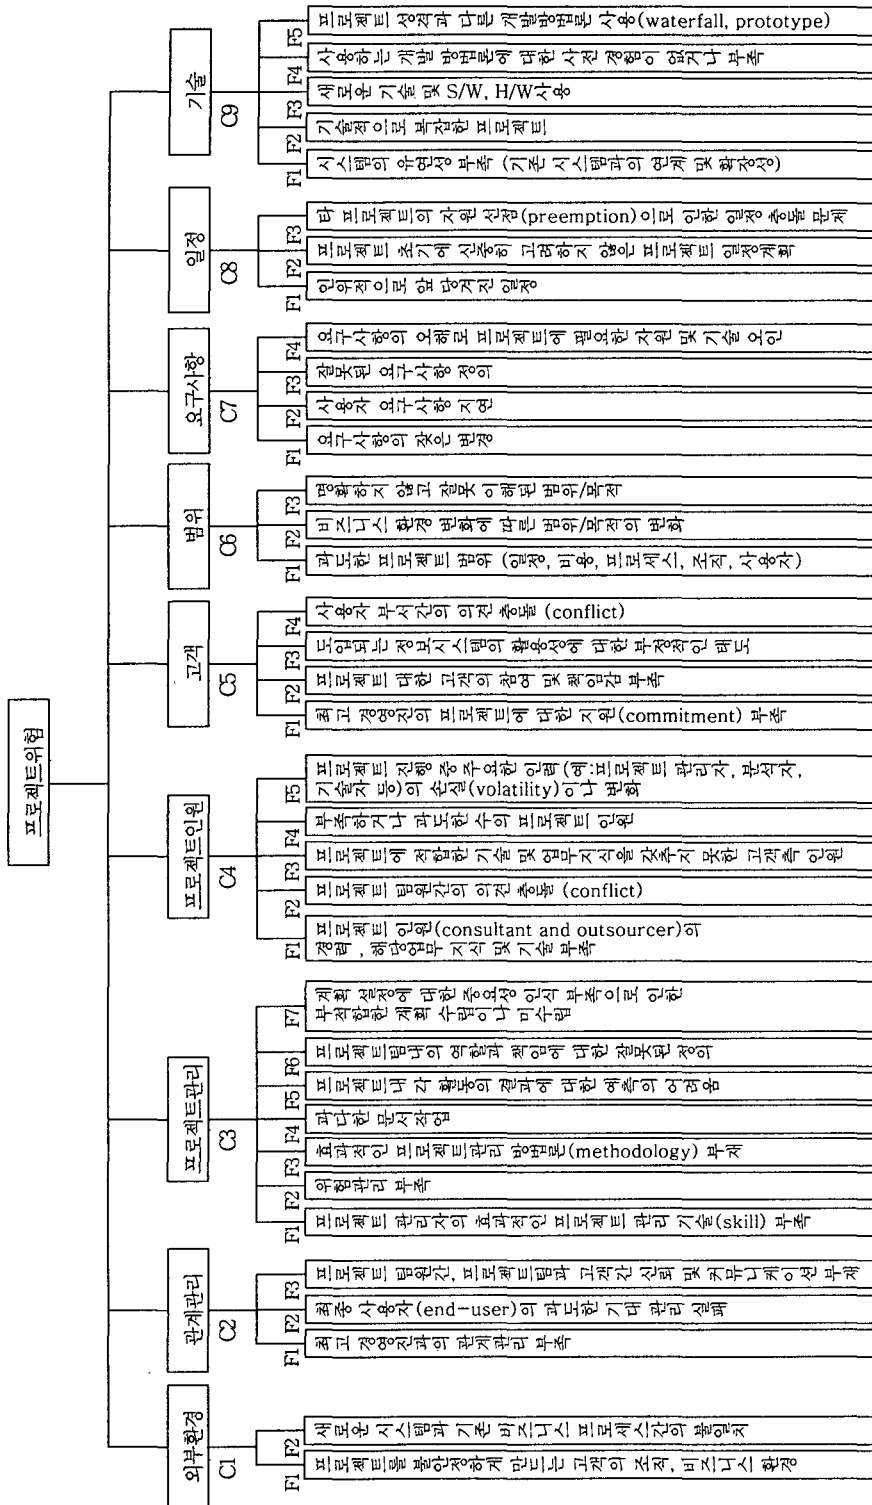 프로젝트위험
외부환경
C1
F1
프로젝트를 불안정하게 만드는 고객의 조직, 비즈니스 환경
F2
새로운 시스템과 기존 비즈니스 프로세스간의 불일치
관계관리
C2
F1
최고 경영진과의 관계관리 부족
F2
최종 사용자(end-user)의 과도한 기대 관리 실패
F3
프로젝트 팀원간, 프로젝트팀과 고객간 신뢰 및 커뮤니케이션 부재
프로젝트관리
C3
F1
프로젝트 관리자의 효과적인 프로젝트 관리 기술(skill) 부족
F2
위험관리 부족
F3
효과적인 프로젝트관리 방법론(methodology) 부재
F4
과다한 문서작업
F5
프로젝트내 각 활동의 결과에 대한 예측의 어려움
F6
프로젝트팀내의 역할과 책임에 대한 잘못된 정의
F7
계획 설정에 대한 중요성 인식 부족으로 인한
부적합한 계획 수립이나 미수립
프로젝트인원
C4
F1
프로젝트 인원(consultant and outsourcer)의
경험, 해당업무 지식 및 기술 부족
F2
프로젝트 팀원간의 의견 충돌 (conflict)
F3
프로젝트에 적합한 기술 및 업무지식을 갖추지 못한 고객측 인원
F4
부족하거나 과도한 수의 프로젝트 인원
F5
프로젝트 진행 중 주요한 인력 (예:프로젝트 관리자, 분석자,
기술자 등)의 손실(volatility)이나 변화
고객
C5
F1
최고 경영진의 프로젝트에 대한 지원(commitment) 부족
F2
프로젝트 대한 고객의 참여 및 책임감 부족
F3
도입되는 정보시스템의 활용성에 대한 부정적인 태도
F4
사용자 부서간의 의견 충돌 (conflict)
범위
C6
F1
과도한 프로젝트 범위 (일정, 비용, 프로세스, 조직, 사용자)
F2
비즈니스 환경 변화에 따른 범위/목적의 변화
F3
명확하지 않고 잘못 이해된 범위/목적
요구사항
C7
F1
요구사항의 잦은 변경
F2
사용자 요구사항 지연
F3
잘못된 요구사항 정의
F4
요구사항의 오해로 프로젝트에 필요한 자원 및 기술 오인
일정
C8
F1
인위적으로 앞 당겨진 일정
F2
프로젝트 초기에 신중히 고려하지 않은 프로젝트 일정계획
F3
타 프로젝트의 자원 선점(preemption)으로 인한 일정 충돌 문제
기술
C9
F1
시스템의 유연성 부족 (기존 시스템과의 연계 및 확장성)
F2
기술적으로 복잡한 프로젝트
F3
새로운 기술 및 S/W, H/W사용
F4
사용하는 개발 방법론에 대한 사전 경험이 없거나 부족
F5
프로젝트 성격과 다른 개발방법론 사용(waterfall, prototype)